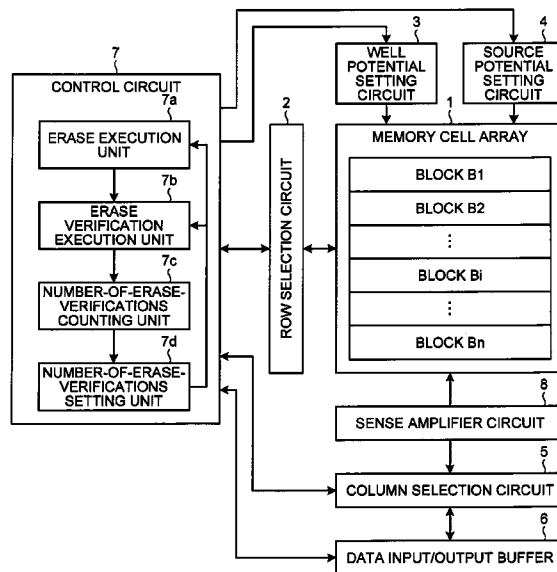 7
CONTROL CIRCUIT
7a
ERASE EXECUTION
UNIT
7b
ERASE
VERIFICATION
EXECUTION UNIT
7c
NUMBER-OF-ERASE-
VERIFICATIONS
COUNTING UNIT
7d
NUMBER-OF-ERASE-
VERIFICATIONS
SETTING UNIT
2
ROW SELECTION CIRCUIT
3
WELL
POTENTIAL
SETTING
CIRCUIT
4
SOURCE
POTENTIAL
SETTING
CIRCUIT
1
MEMORY CELL ARRAY
BLOCK B1
BLOCK B2
⋮
BLOCK Bi
⋮
BLOCK Bn
8
SENSE AMPLIFIER CIRCUIT
5
COLUMN SELECTION CIRCUIT
6
DATA INPUT/OUTPUT BUFFER